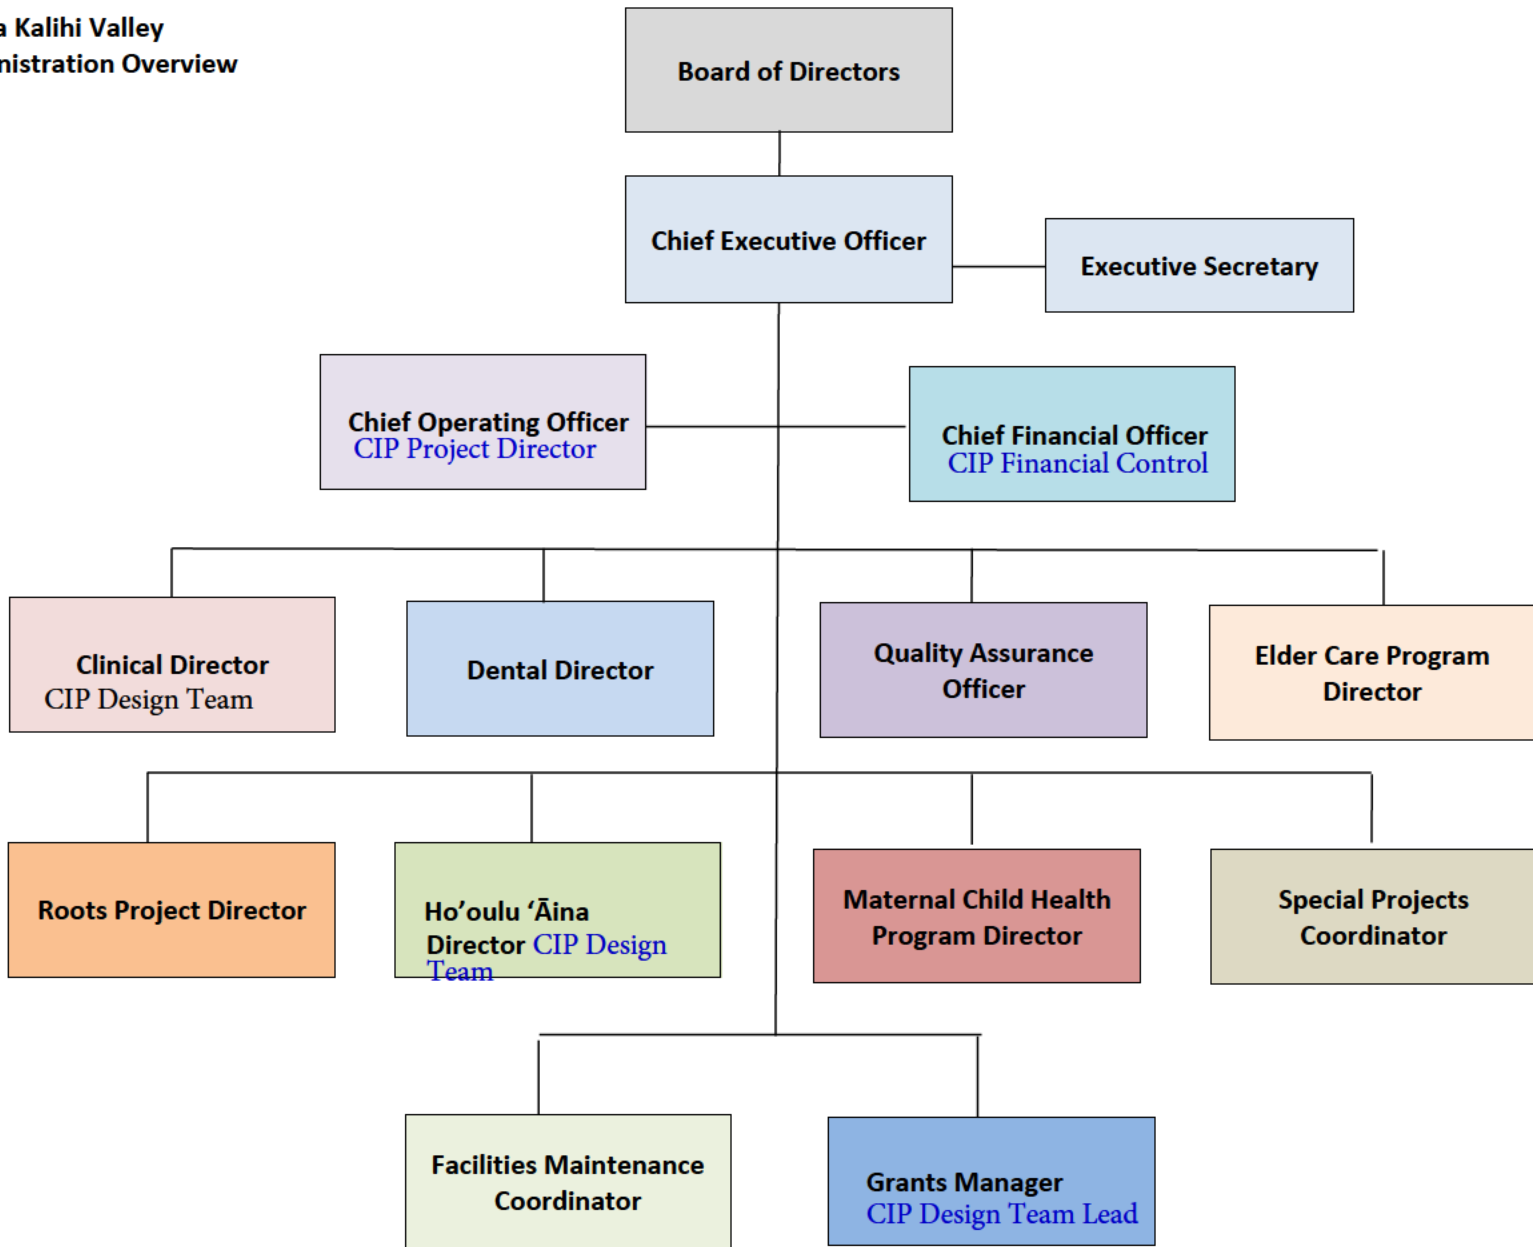 a Kalihi Valley
nistration Overview
Board of Directors
Chief Executive Officer
Executive Secretary
Chief Operating Officer
CIP Project Director
Chief Financial Officer
CIP Financial Control
Clinical Director
CIP Design Team
Dental Director
Quality Assurance
Officer
Elder Care Program
Director
Roots Project Director
Ho’oulu ‘Āina
Director CIP Design
Team
Maternal Child Health
Program Director
Special Projects
Coordinator
Facilities Maintenance
Coordinator
Grants Manager
CIP Design Team Lead